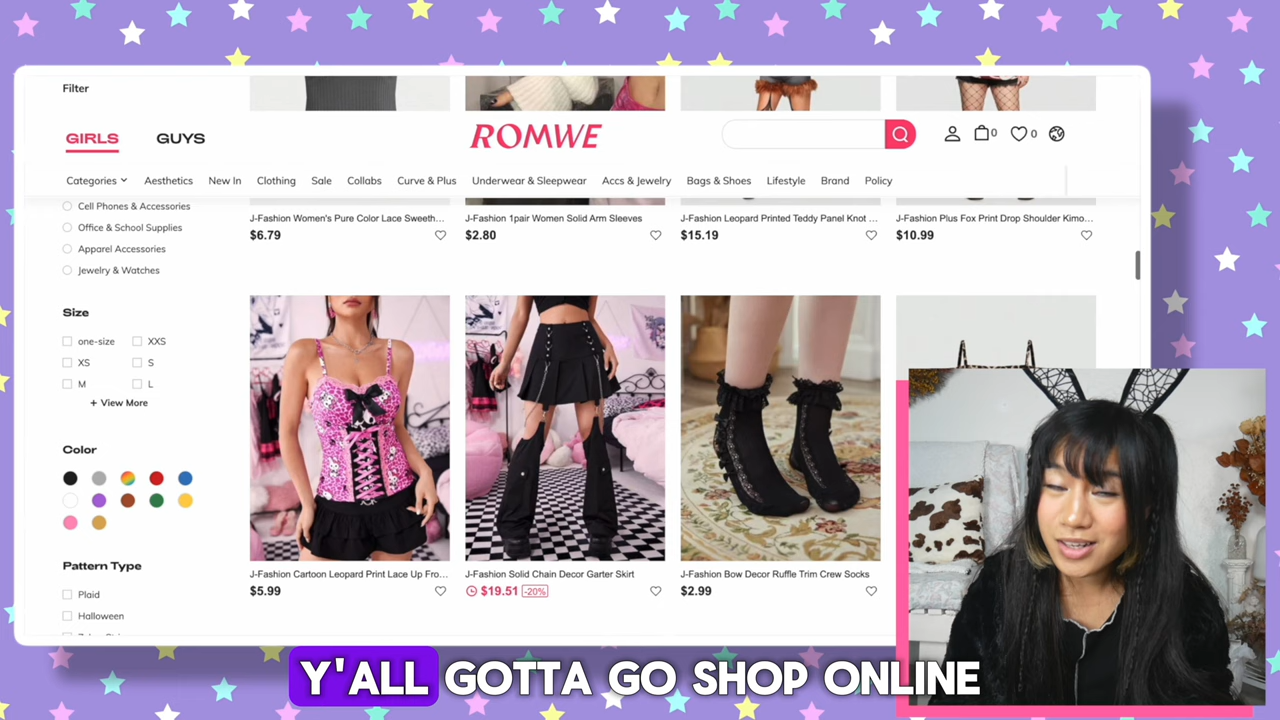 Filter
GIRLS GUYS
ROMWE
0 0
Categories Aesthetics New In Clothing Sale Collabs Curve & Plus Underwear & Sleepwear Accs & Jewelry Bags & Shoes Lifestyle Brand Policy
Cell Phones & Accessories
Office & School Supplies
Apparel Accessories
Jewelry & Watches
J-Fashion Women's Pure Color Lace Sweeth...
$6.79
J-Fashion 1pair Women Solid Arm Sleeves
$2.80
J-Fashion Leopard Printed Teddy Panel Knot ...
$15.19
J-Fashion Plus Fox Print Drop Shoulder Kimo...
$10.99
Size
one-size XXS
XS S
M L
+ View More
Color
Pattern Type
Plaid
Halloween
J-Fashion Cartoon Leopard Print Lace Up Fro...
$5.99
J-Fashion Solid Chain Decor Garter Skirt
$19.51 -20%
J-Fashion Bow Decor Ruffle Trim Crew Socks
$2.99
Y'ALL GOTTA GO SHOP ONLINE